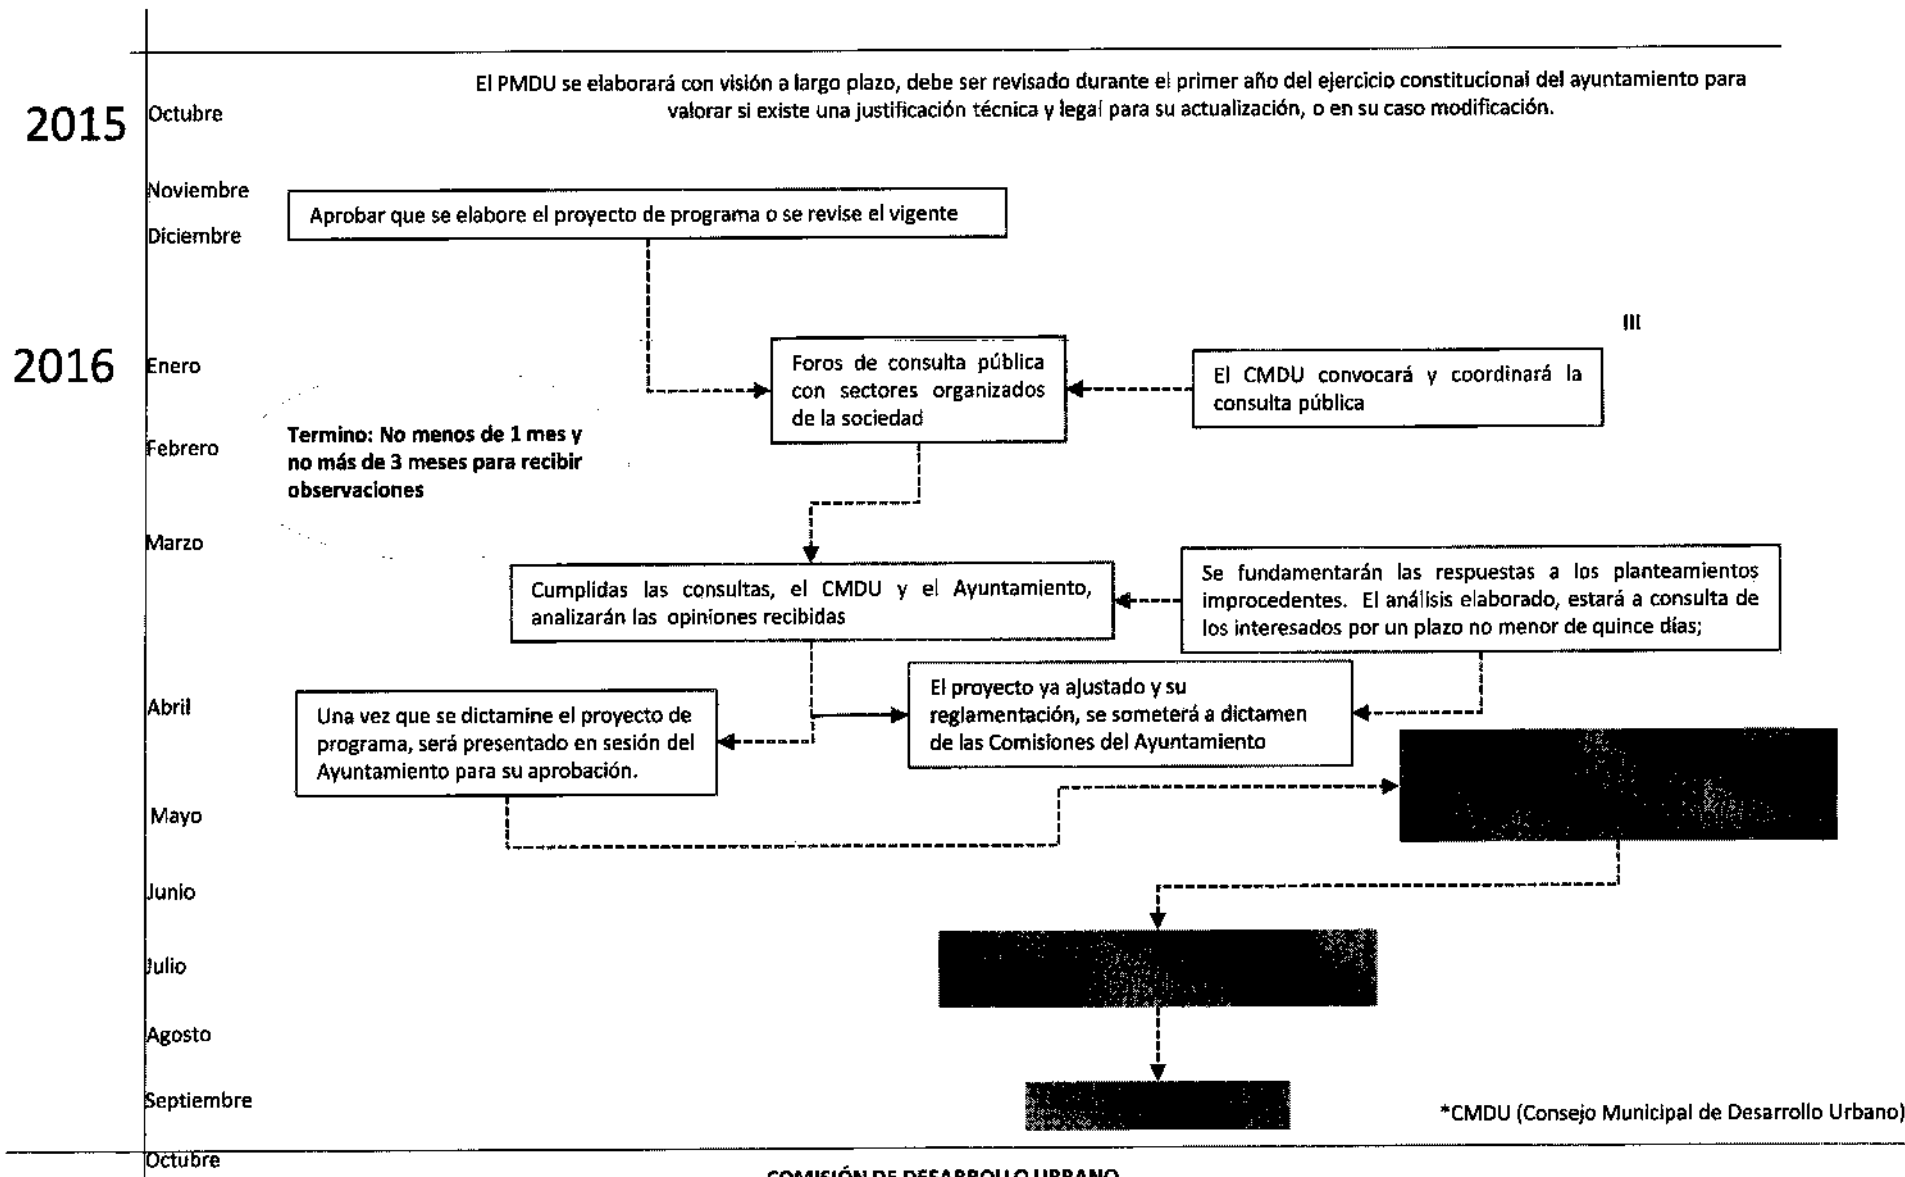 El PMDU se elaborará con visión a largo plazo, debe ser revisado durante el primer año del ejercicio constitucional del ayuntamiento para
valorar si existe una justificación técnica y legal para su actualización, o en su caso modificación.
2015
Octubre
Noviembre
Diciembre
Aprobar que se elabore el proyecto de programa o se revise el vigente
III
2016
Enero
Foros de consulta pública
con sectores organizados
de la sociedad
El CMDU convocará y coordinará la
consulta pública
Febrero
Termino: No menos de 1 mes y
no más de 3 meses para recibir
observaciones
Marzo
Cumplidas las consultas, el CMDU y el Ayuntamiento,
analizarán las opiniones recibidas
Se fundamentarán las respuestas a los planteamientos
improcedentes. El análisis elaborado, estará a consulta de
los interesados por un plazo no menor de quince días;
Abril
Una vez que se dictamine el proyecto de
programa, será presentado en sesión del
Ayuntamiento para su aprobación.
El proyecto ya ajustado y su
reglamentación, se someterá a dictamen
de las Comisiones del Ayuntamiento
Mayo
Junio
Julio
Agosto
Septiembre
*CMDU (Consejo Municipal de Desarrollo Urbano)
Octubre
COMISIÓN DE DESARROLLO URBANO